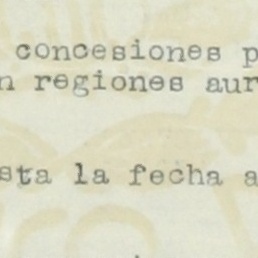 concesiones p
n regiones aur
sta la fecha a